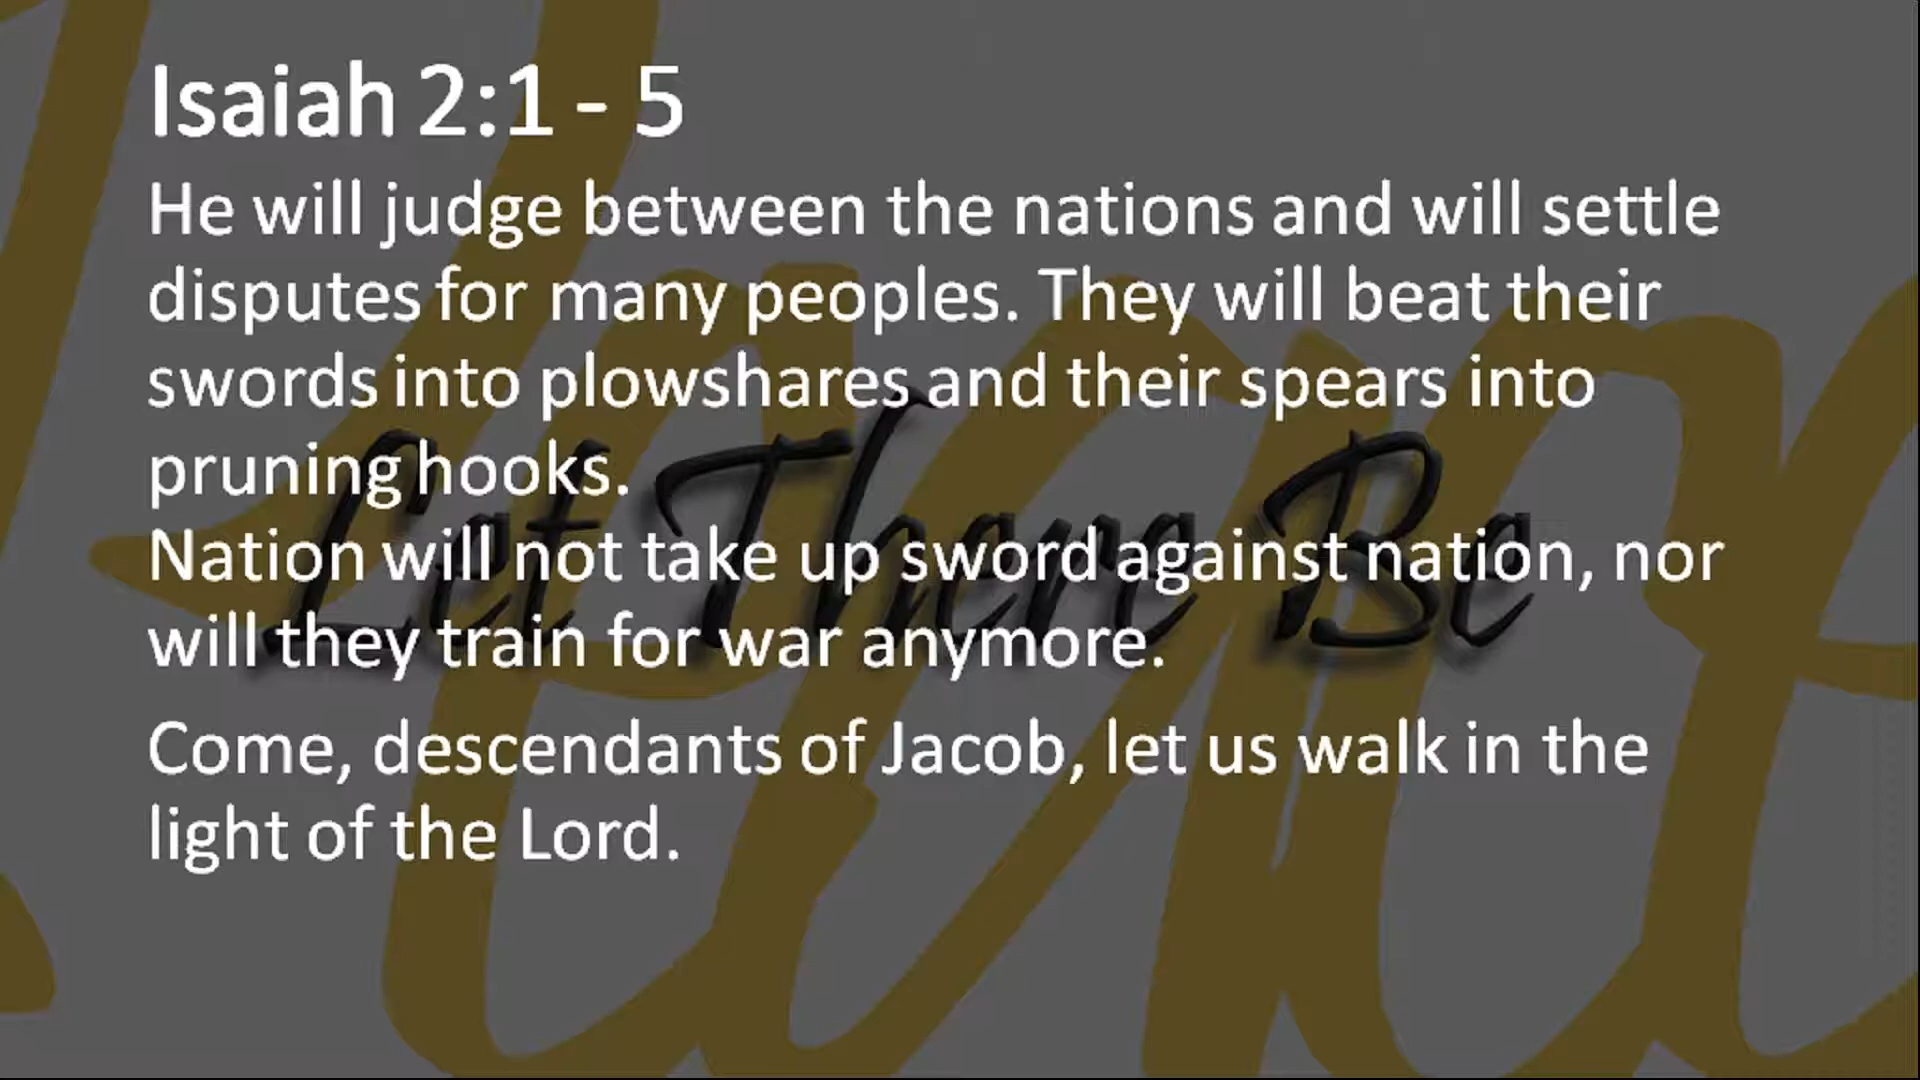 Isaiah 2:1 - 5
He will judge between the nations and will settle
disputes for many peoples. They will beat their
swords into plowshares and their spears into
pruning hooks.
Nation will not take up sword against nation, nor
will they train for war anymore.
Come, descendants of Jacob, let us walk in the
light of the Lord.
Let There Be